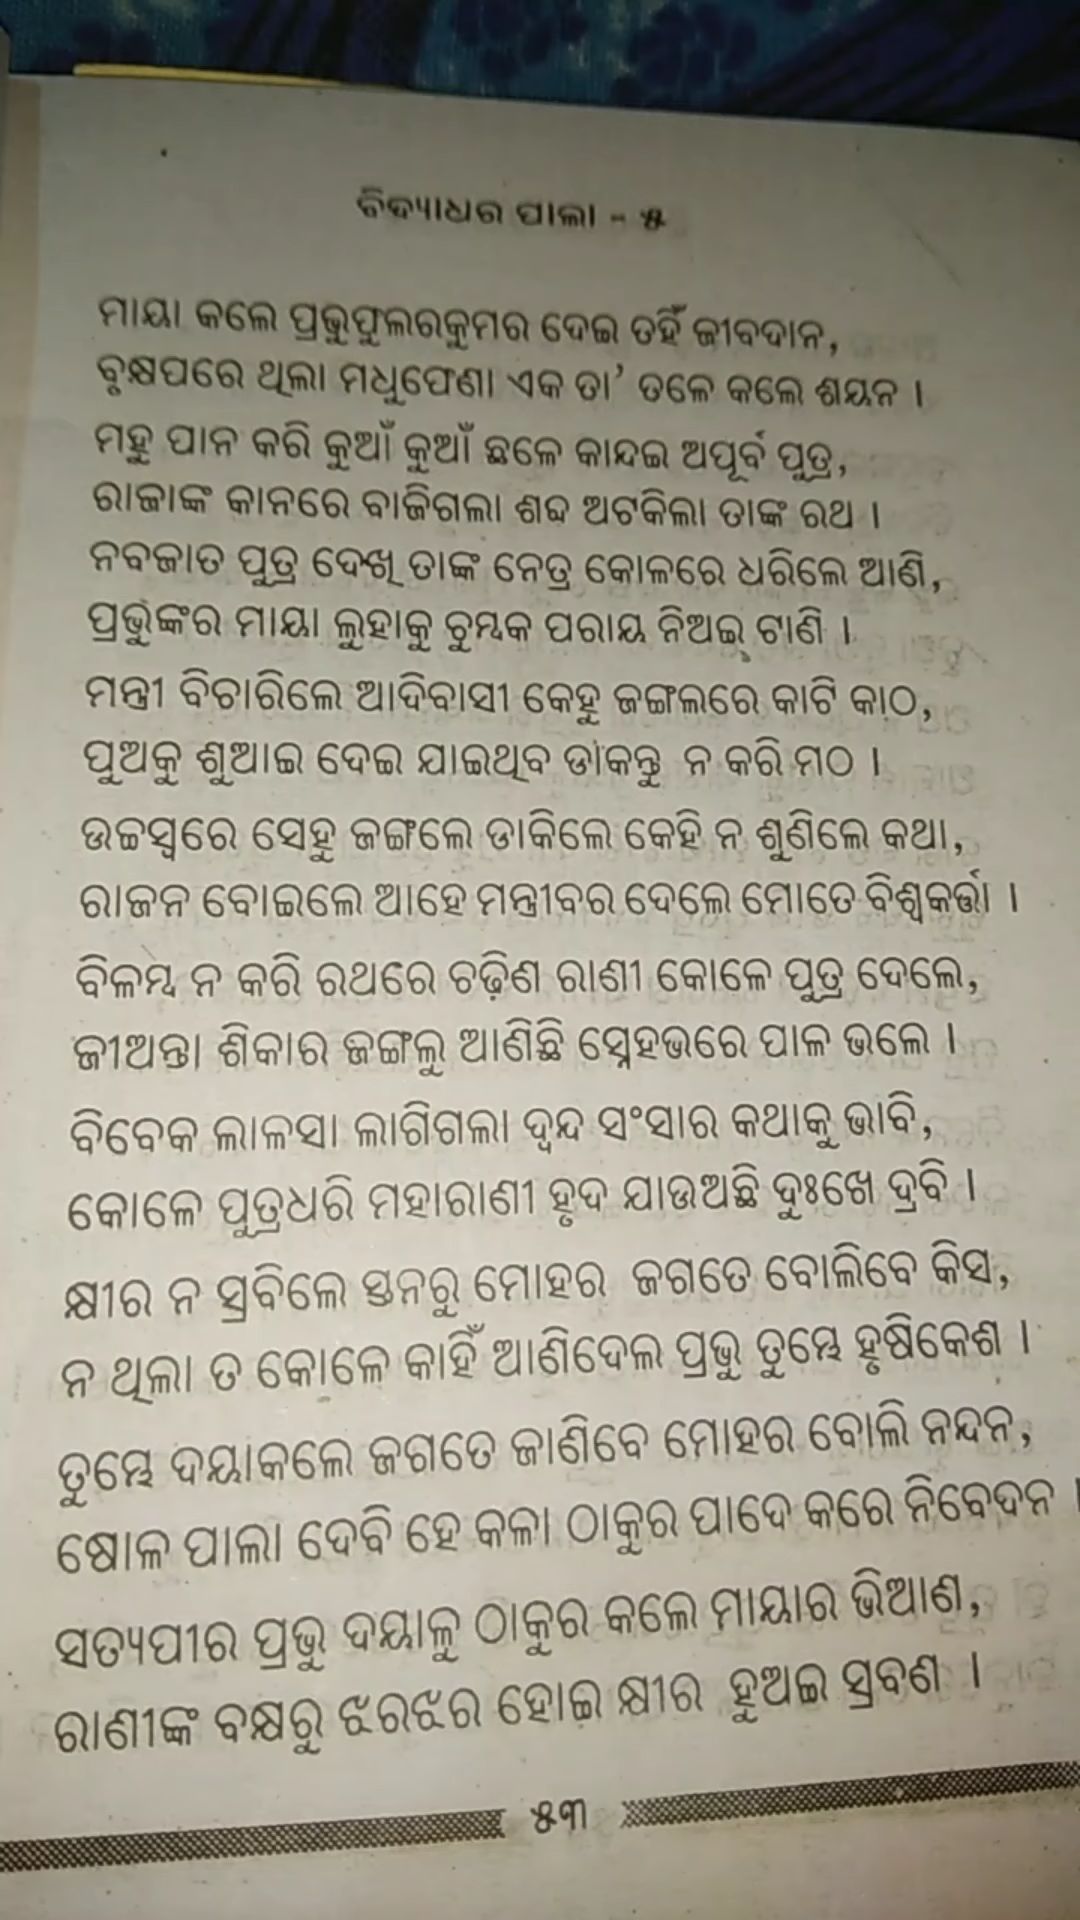 ବିଦ୍ୟାଧର ପାଲା - ୫
ମାୟା କଲେ ପ୍ରଭୁଫୁଲରକୁମର ଦେଇ ତହିଁ ଜୀବଦାନ,
ବୃକ୍ଷପରେ ଥିଲା ମଧୁଫେଣା ଏକ ତା’ ତଳେ କଲେ ଶୟନ ।
ମହୁ ପାନ କରି କୁଆଁ କୁଆଁ ଛଳେ କାନ୍ଦଇ ଅପୂର୍ବ ପୁତ୍ର,
ରାଜାଙ୍କ କାନରେ ବାଜିଗଲା ଶବ୍ଦ ଅଟକିଲା ତାଙ୍କ ରଥ ।
ନବଜାତ ପୁତ୍ର ଦେଖି ତାଙ୍କ ନେତ୍ର କୋଳରେ ଧରିଲେ ଆଣି,
ପ୍ରଭୁଙ୍କର ମାୟା ଲୁହାକୁ ଚୁମ୍ବକ ପରାୟ ନିଅଇ ଟାଣି ।
ମନ୍ତ୍ରୀ ବିଚାରିଲେ ଆଦିବାସୀ କେହୁ ଜଙ୍ଗଲରେ କାଟି କାଠ,
ପୁଅକୁ ଶୁଆଇ ଦେଇ ଯାଇଥିବ ଡାକନ୍ତୁ ନ କରି ମଠ ।
ଉଚ୍ଚସ୍ୱରେ ସେହୁ ଜଙ୍ଗଲେ ଡାକିଲେ କେହି ନ ଶୁଣିଲେ କଥା,
ରାଜନ ବୋଇଲେ ଆହେ ମନ୍ତ୍ରୀବର ଦେଲେ ମୋତେ ବିଶ୍ୱକର୍ତ୍ତା ।
ବିଳମ୍ବ ନ କରି ରଥରେ ଚଢ଼ିଣ ରାଣୀ କୋଳେ ପୁତ୍ର ଦେଲେ,
ଜୀଅନ୍ତା ଶିକାର ଜଙ୍ଗଲୁ ଆଣିଛି ସ୍ନେହଭରେ ପାଳ ଭଲେ ।
ବିବେକ ଲାଳସା ଲାଗିଗଲା ଦ୍ୱନ୍ଦ ସଂସାର କଥାକୁ ଭାବି,
କୋଳେ ପୁତ୍ରଧରି ମହାରାଣୀ ହୃଦ ଯାଉଅଛି ଦୁଃଖେ ଦ୍ରବି ।
କ୍ଷୀର ନ ସ୍ରବିଲେ ସ୍ତନରୁ ମୋହର ଜଗତେ ବୋଲିବେ କିସ,
ନ ଥିଲା ତ କୋଳେ କାହିଁ ଆଣିଦେଲ ପ୍ରଭୁ ତୁମ୍ଭେ ହୃଷିକେଶ ।
ତୁମ୍ଭେ ଦୟାକଲେ ଜଗତେ ଜାଣିବେ ମୋହର ବୋଲି ନନ୍ଦନ,
ଷୋଳ ପାଲା ଦେବି ହେ କଳା ଠାକୁର ପାଦେ କରେ ନିବେଦନ ।
ସତ୍ୟପୀର ପ୍ରଭୁ ଦୟାଳୁ ଠାକୁର କଲେ ମାୟାର ଭିଆଣ,
ରାଣୀଙ୍କ ବକ୍ଷରୁ ଝରଝର ହୋଇ କ୍ଷୀର ହୁଅଇ ସ୍ରବଣ ।
୫୩